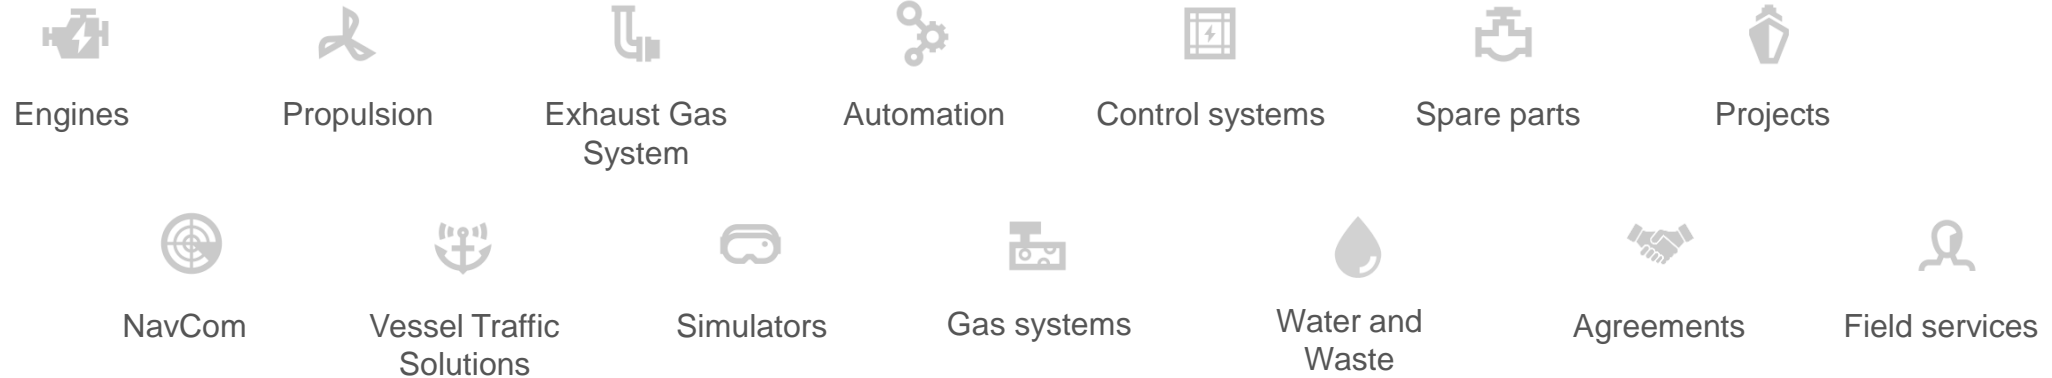 Engines
Propulsion
Exhaust Gas
System
Automation
Control systems
Spare parts
Projects
NavCom
Vessel Traffic
Solutions
Simulators
Gas systems
Water and
Waste
Agreements
Field services